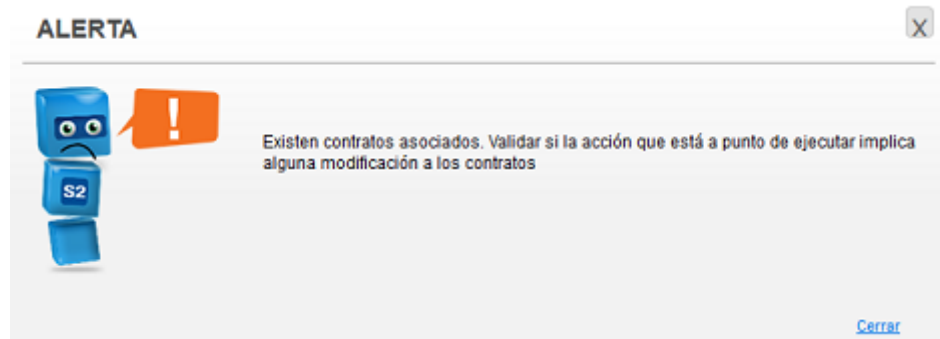 ALERTA
X
!
Existen contratos asociados. Validar si la acción que está a punto de ejecutar implica
alguna modificación a los contratos
S2
Cerrar